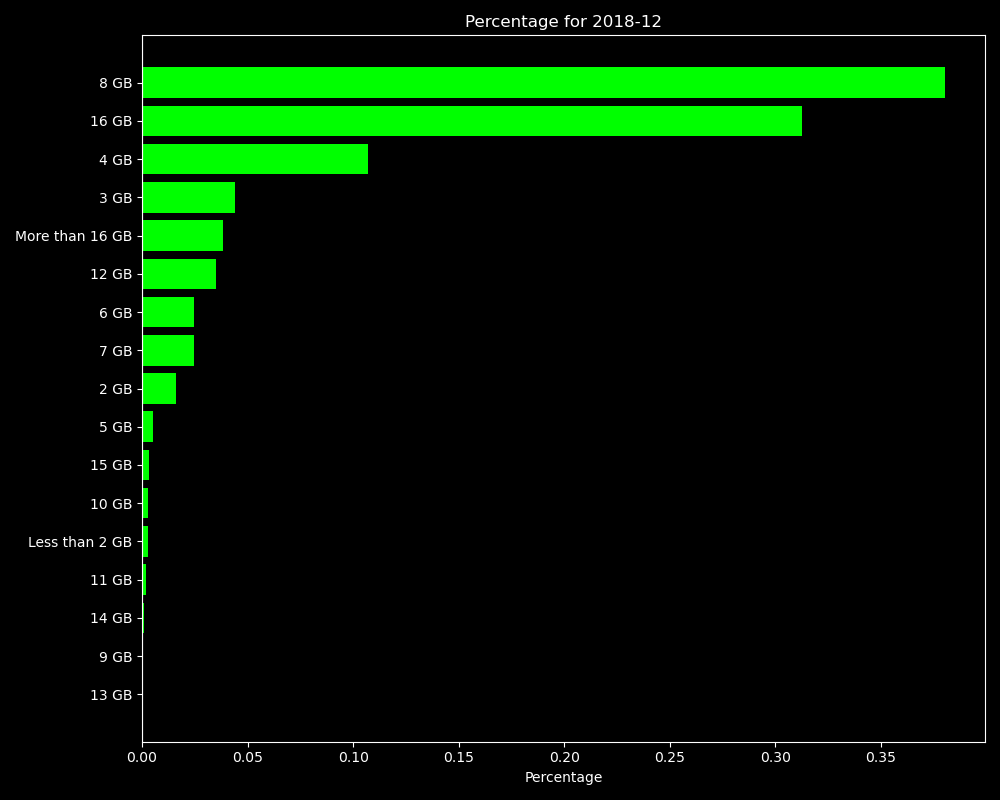 Percentage for 2018-12
8 GB
16 GB
4 GB
3 GB
More than 16 GB
12 GB
6 GB
7 GB
2 GB
5 GB
15 GB
10 GB
Less than 2 GB
11 GB
14 GB
9 GB
13 GB
0.00 0.05 0.10 0.15 0.20 0.25 0.30 0.35
Percentage